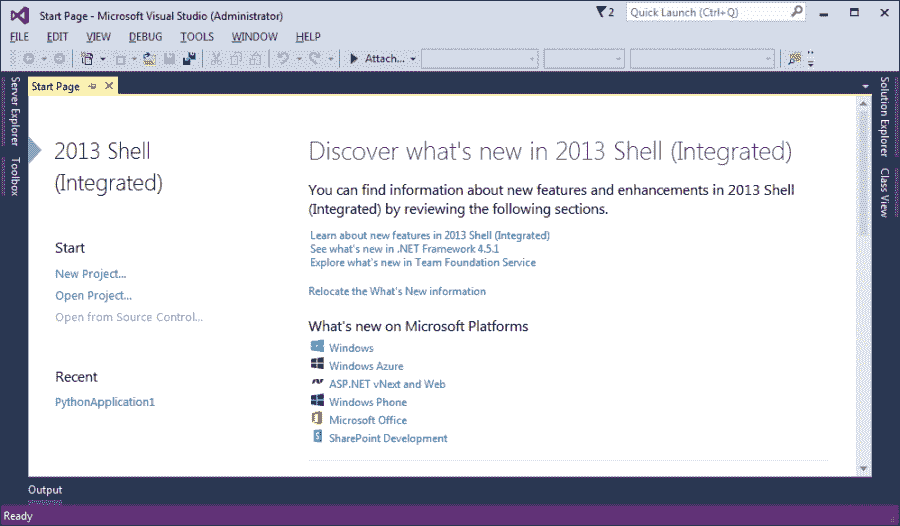 Start Page - Microsoft Visual Studio (Administrator)
2
Quick Launch (Ctrl+Q)
FILE EDIT VIEW DEBUG TOOLS WINDOW HELP
Attach...
Server Explorer
Toolbox
Start Page
2013 Shell
(Integrated)
Start
New Project...
Open Project...
Open from Source Control...
Recent
PythonApplication1
Discover what's new in 2013 Shell (Integrated)
You can find information about new features and enhancements in 2013 Shell
(Integrated) by reviewing the following sections.
Learn about new features in 2013 Shell (Integrated)
See what's new in .NET Framework 4.5.1
Explore what's new in Team Foundation Service
Relocate the What's New information
What's new on Microsoft Platforms
Windows
Windows Azure
ASP.NET vNext and Web
Windows Phone
Microsoft Office
SharePoint Development
Solution Explorer
Class View
Output
Ready